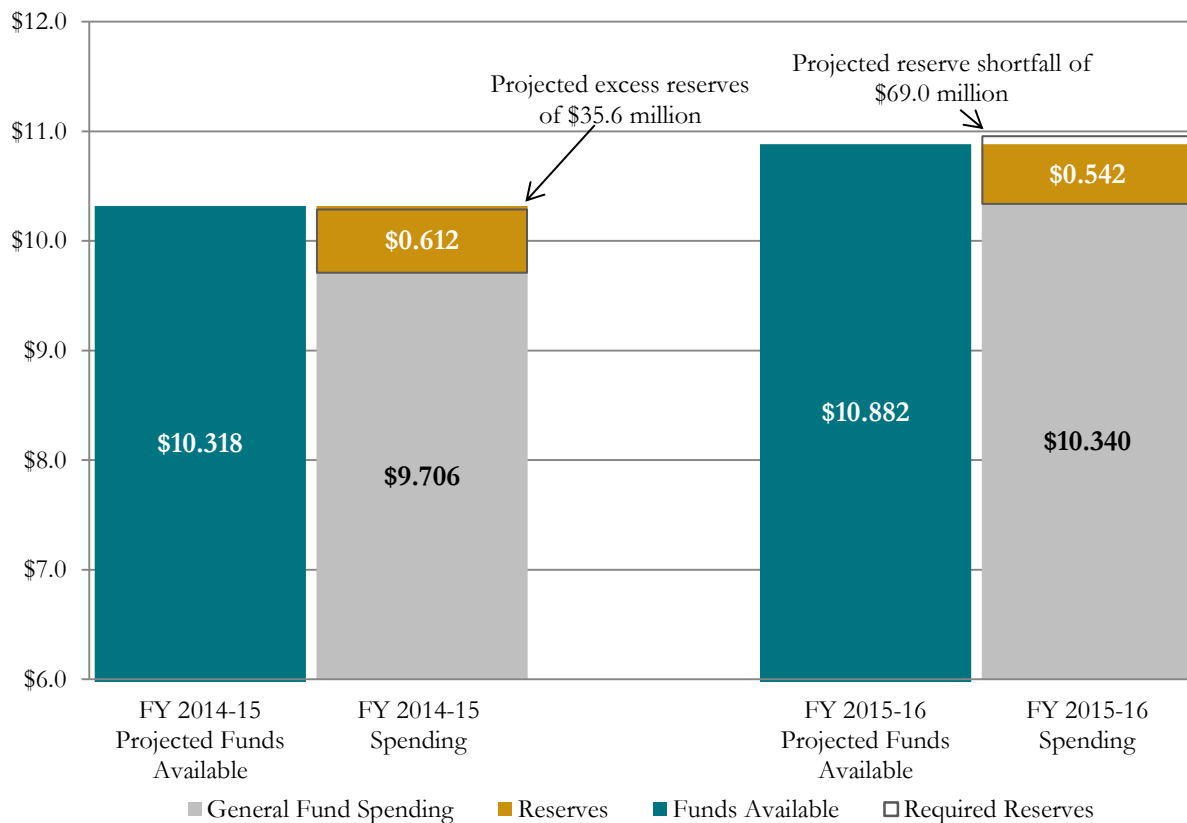 $12.0
$11.0
$10.0
$9.0
$8.0
$7.0
$6.0
Projected excess reserves
of $35.6 million
Projected reserve shortfall of
$69.0 million
$10.318
$0.612
$9.706
$10.882
$0.542
$10.340
FY 2014-15
Projected Funds
Available
FY 2014-15
Spending
FY 2015-16
Projected Funds
Available
FY 2015-16
Spending
General Fund Spending
Reserves
Funds Available
Required Reserves